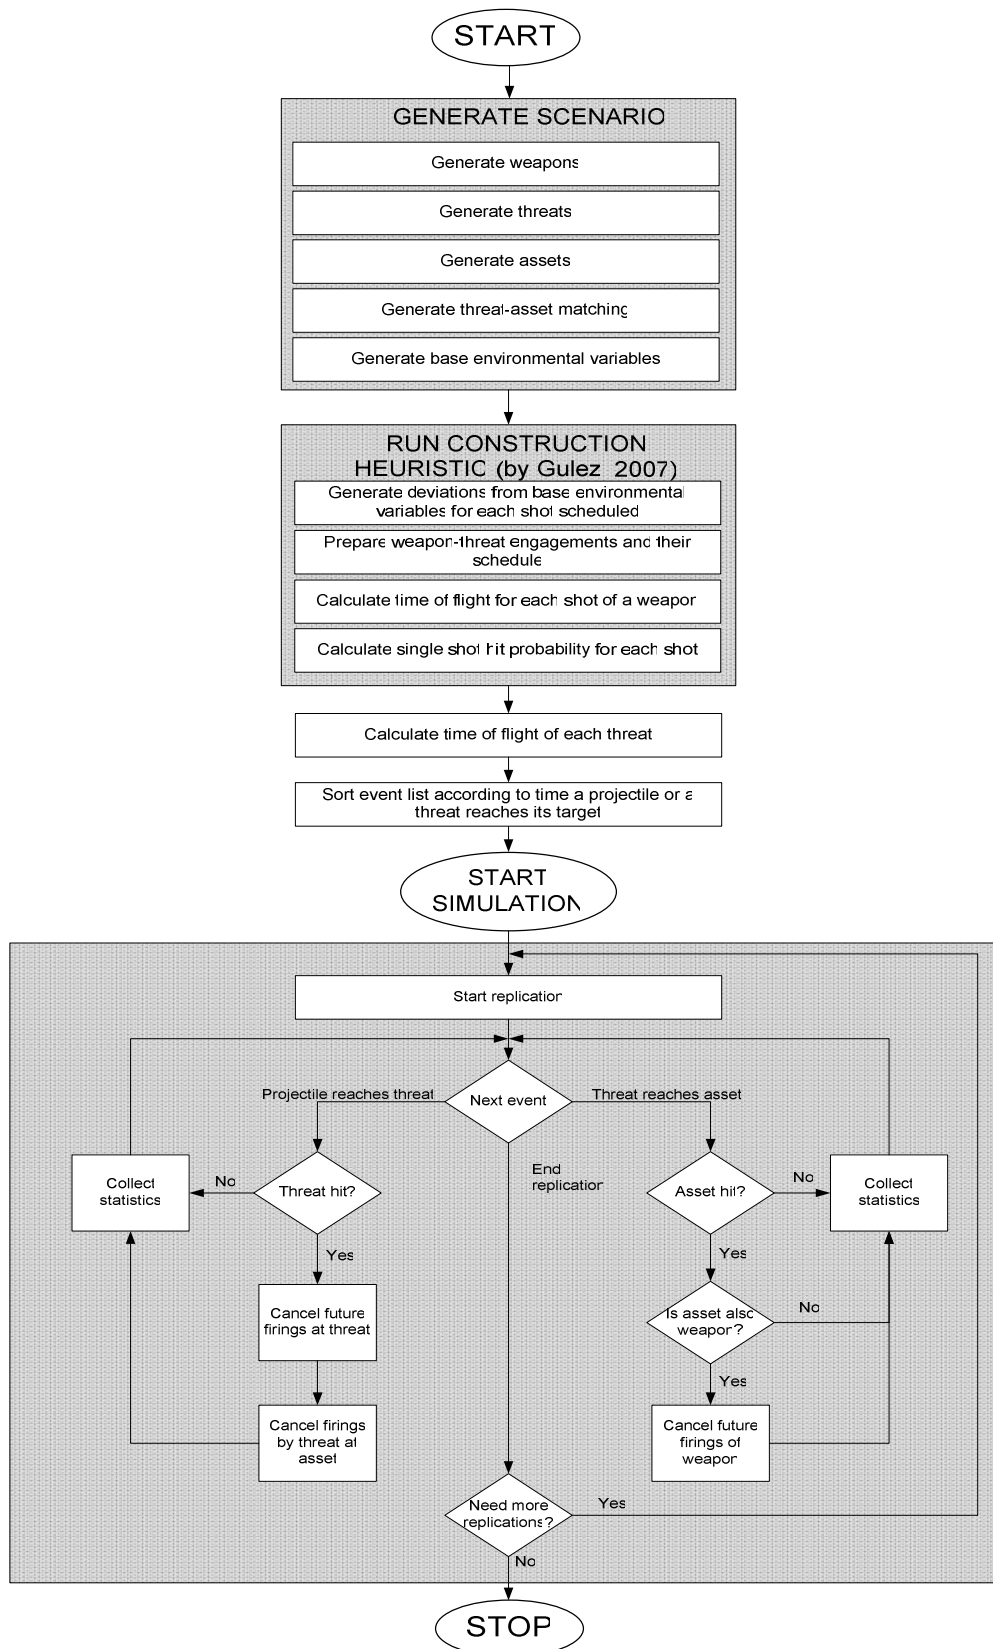 START
GENERATE SCENARIO
Generate weapons
Generate threats
Generate assets
Generate threat-asset matching
Generate base environmental variables
RUN CONSTRUCTION
HEURISTIC (by Gulez 2007)
Generate deviations from base environmental
variables for each shot scheduled
Prepare weapon-threat engagements and their
schedule
Calculate time of flight for each shot of a weapon
Calculate single shot hit probability for each shot
Calculate time of flight of each threat
Sort event list according to time a projectile or a
threat reaches its target
START
SIMULATION
Start replication
Projectile reaches threat
Next event
Threat reaches asset
End
replication
Collect
statistics
No
Threat hit?
Asset hit?
No
Collect
statistics
Yes
Yes
Cancel future
firings at threat
Is asset also
weapon?
No
Yes
Cancel firings
by threat at
asset
Cancel future
firings of
weapon
Need more
replications?
Yes
No
STOP